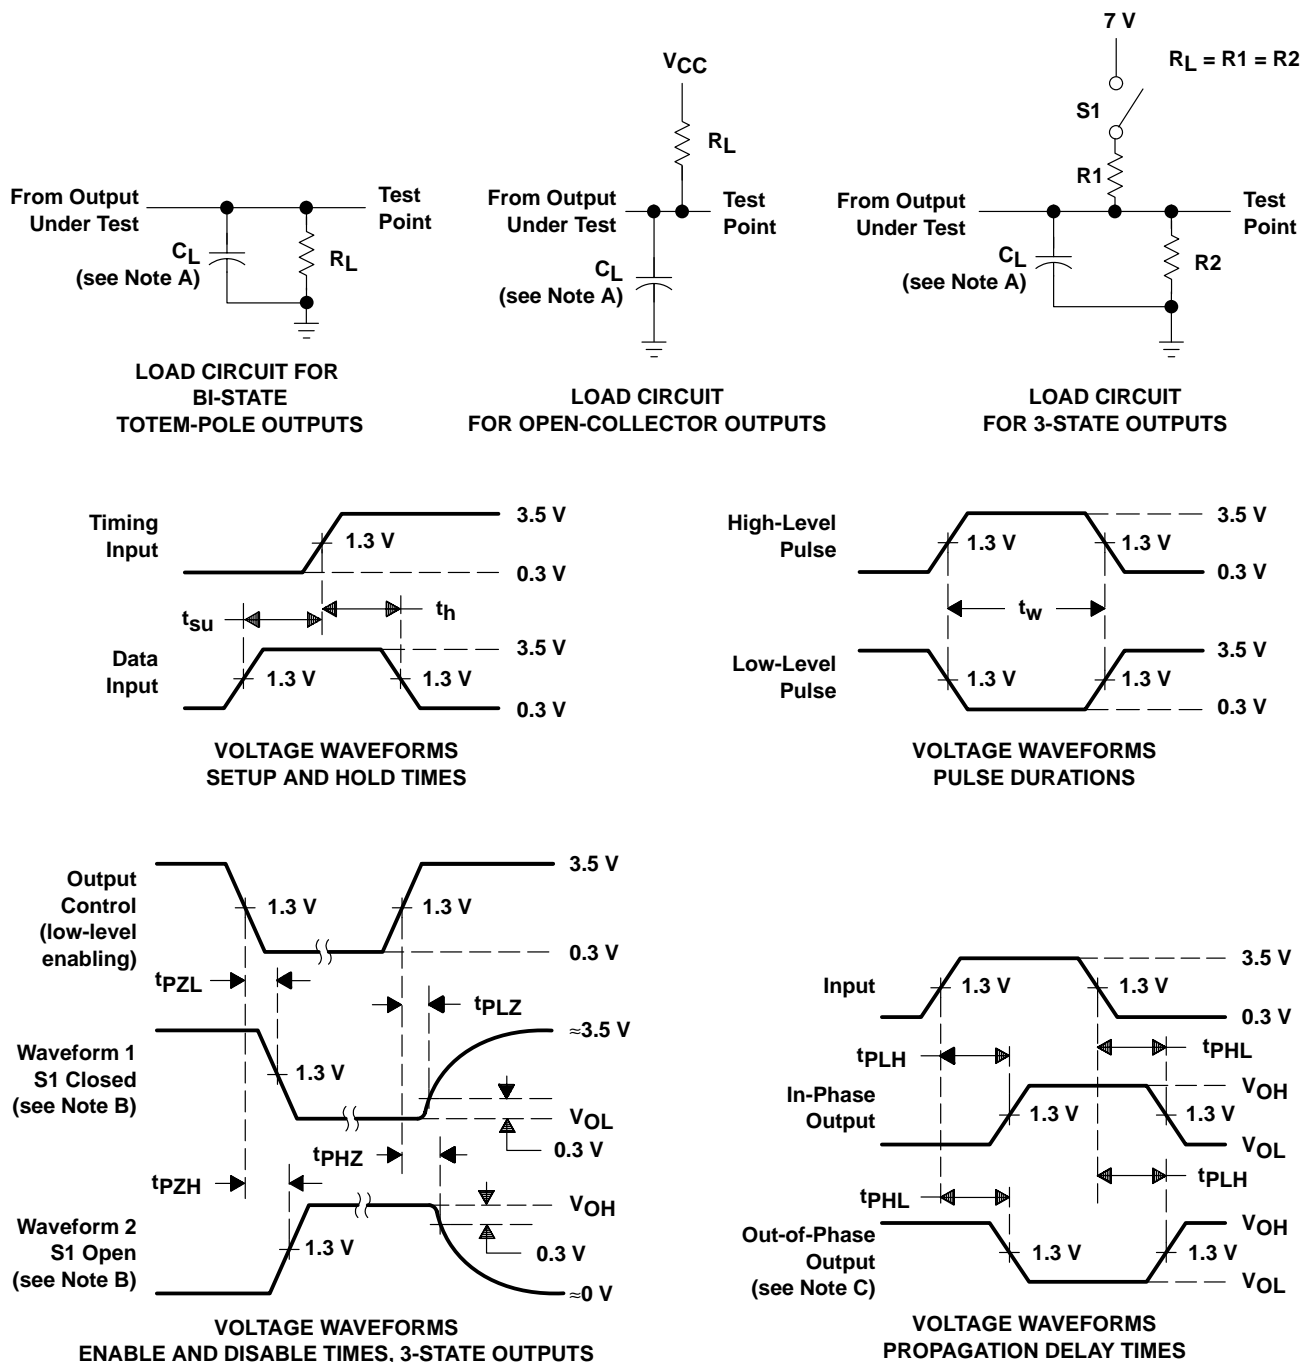 7 V
RL = R1 = R2
S1
R1
From Output
Under Test
Test
Point
CL
(see Note A)
R2
LOAD CIRCUIT
FOR 3-STATE OUTPUTS
VCC
RL
From Output
Under Test
Test
Point
CL
(see Note A)
LOAD CIRCUIT
FOR OPEN-COLLECTOR OUTPUTS
From Output
Under Test
Test
Point
CL
(see Note A)
RL
LOAD CIRCUIT FOR
BI-STATE
TOTEM-POLE OUTPUTS
Timing
Input
1.3 V
3.5 V
0.3 V
tsu
th
Data
Input
1.3 V
1.3 V
3.5 V
0.3 V
VOLTAGE WAVEFORMS
SETUP AND HOLD TIMES
High-Level
Pulse
1.3 V
1.3 V
3.5 V
0.3 V
tw
Low-Level
Pulse
1.3 V
1.3 V
3.5 V
0.3 V
VOLTAGE WAVEFORMS
PULSE DURATIONS
Output
Control
(low-level
enabling)
1.3 V
1.3 V
3.5 V
0.3 V
tPZL
tPLZ
Waveform 1
S1 Closed
(see Note B)
1.3 V
≈3.5 V
VOL
0.3 V
tPZH
tPHZ
Waveform 2
S1 Open
(see Note B)
1.3 V
VOH
0.3 V
≈0 V
VOLTAGE WAVEFORMS
ENABLE AND DISABLE TIMES, 3-STATE OUTPUTS
Input
1.3 V
1.3 V
3.5 V
0.3 V
tPLH
tPHL
In-Phase
Output
1.3 V
1.3 V
VOH
VOL
tPHL
tPLH
Out-of-Phase
Output
(see Note C)
1.3 V
1.3 V
VOH
VOL
VOLTAGE WAVEFORMS
PROPAGATION DELAY TIMES